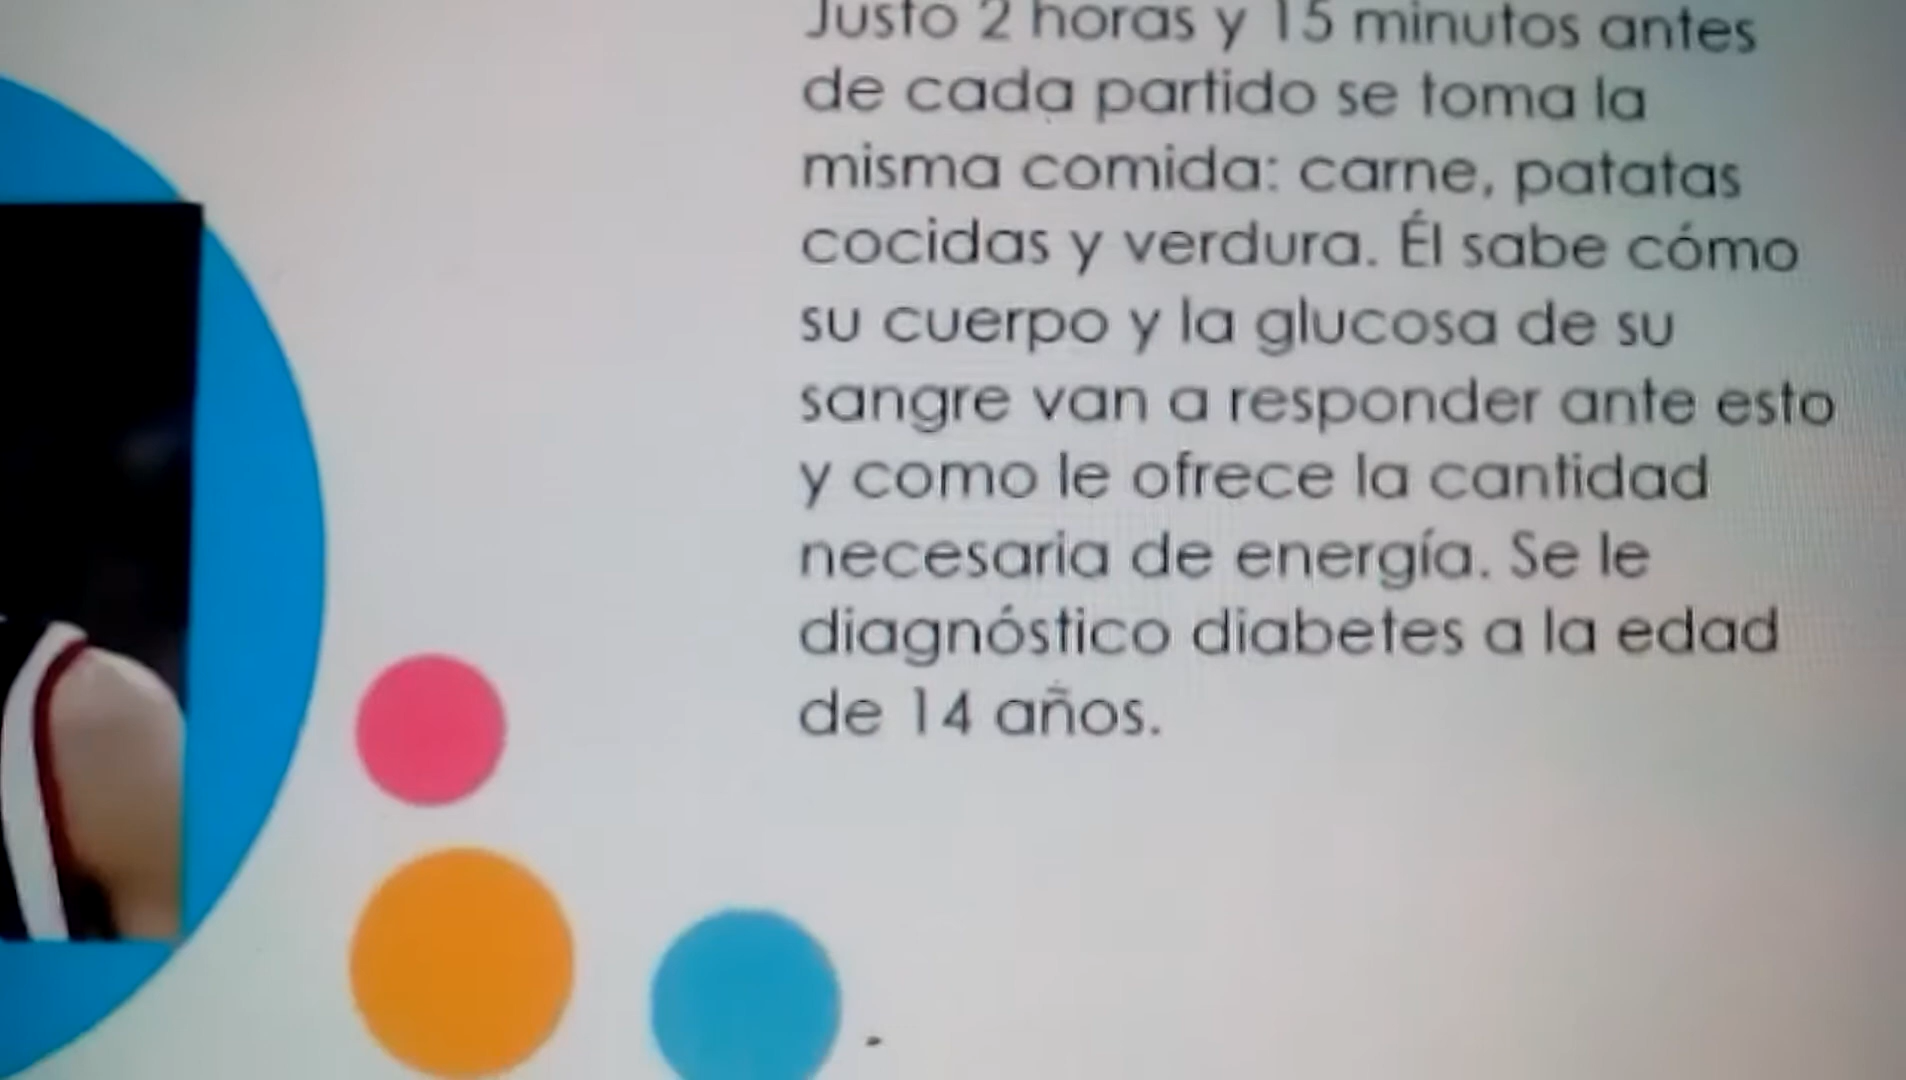 Justo 2 horas y 15 minutos antes
de cada partido se toma la
misma comida: carne, patatas
cocidas y verdura. Él sabe cómo
su cuerpo y la glucosa de su
sangre van a responder ante esto
y como le ofrece la cantidad
necesaria de energía. Se le
diagnóstico diabetes a la edad
de 14 años.